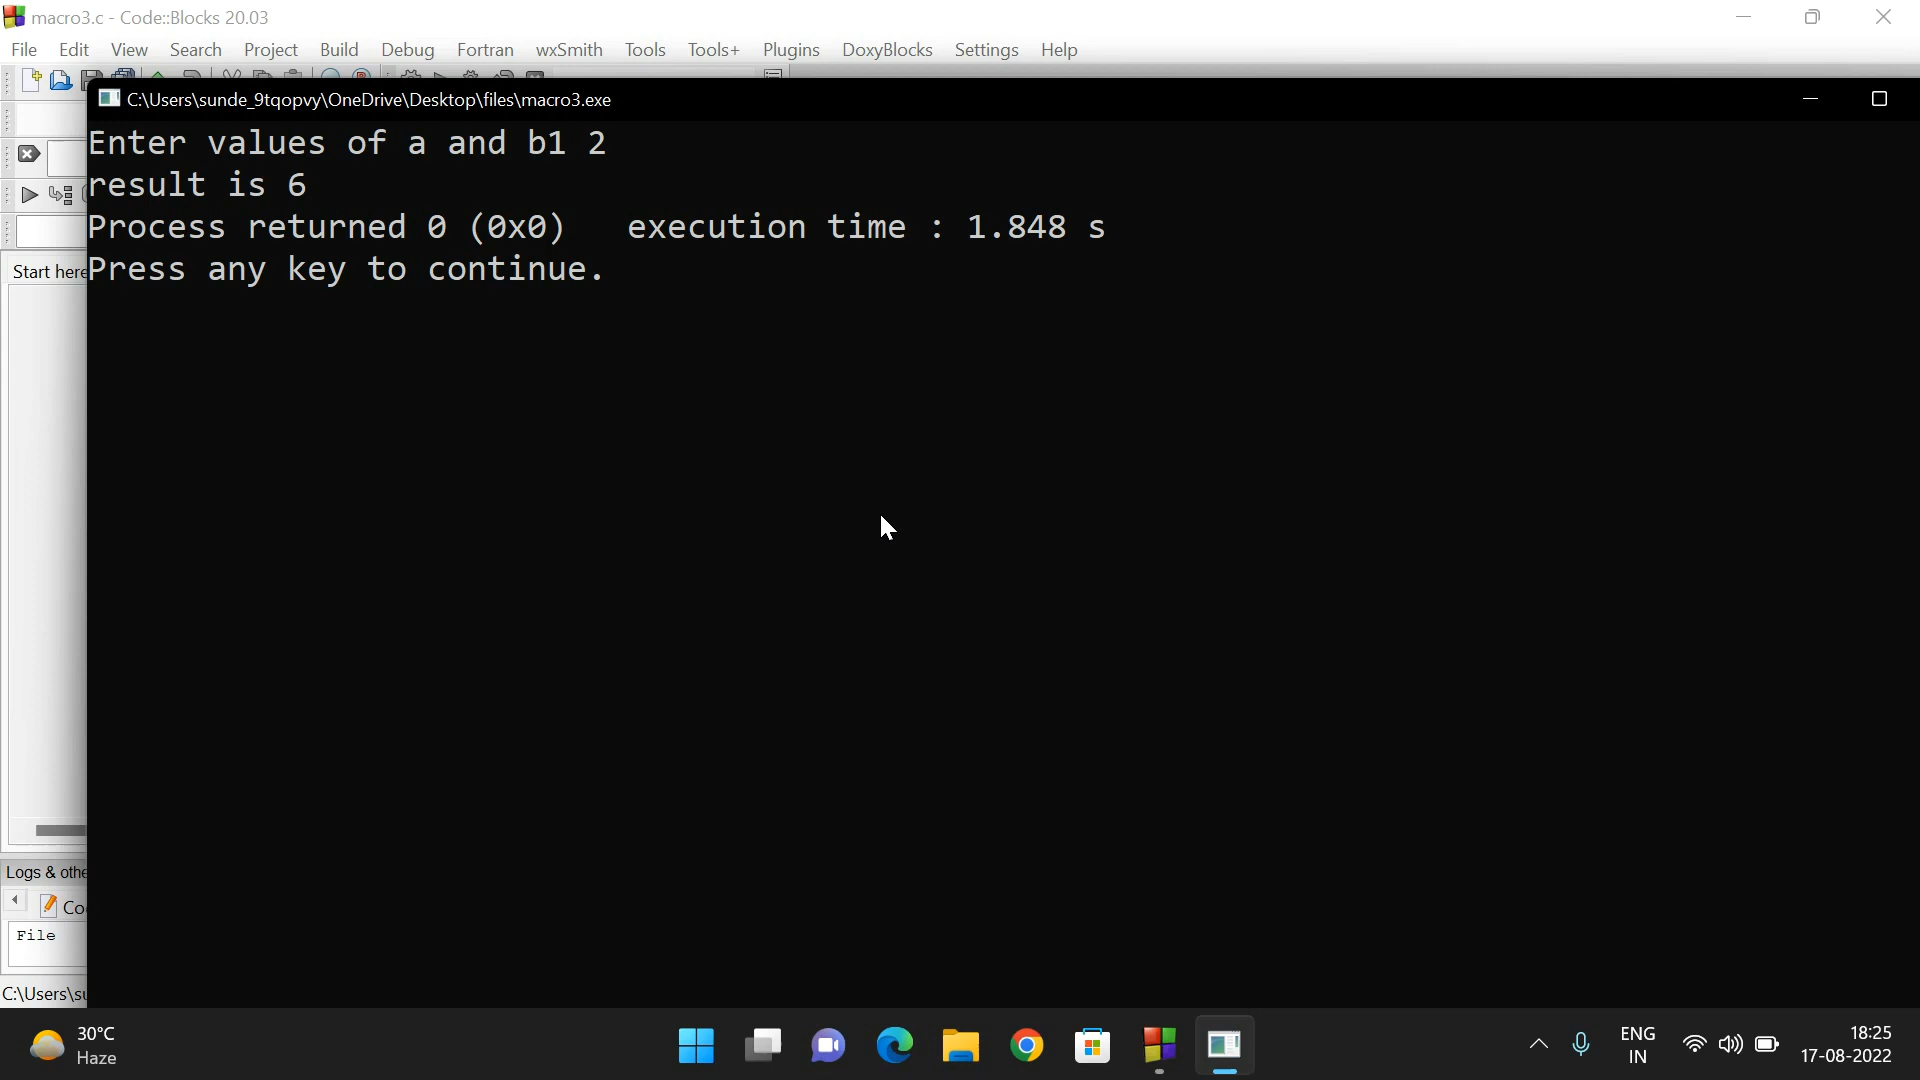 macro3.c - Code::Blocks 20.03
File Edit View Search Project Build Debug Fortran wxSmith Tools Tools+ Plugins DoxyBlocks Settings Help
C:\Users\sunde_9tqopvy\OneDrive\Desktop\files\macro3.exe
Enter values of a and b1 2
result is 6
Process returned 0 (0x0)   execution time : 1.848 s
Press any key to continue.
Start here
Logs & othe
Co
File
C:\Users\su
30°C
Haze
ENG
IN
18:25
17-08-2022